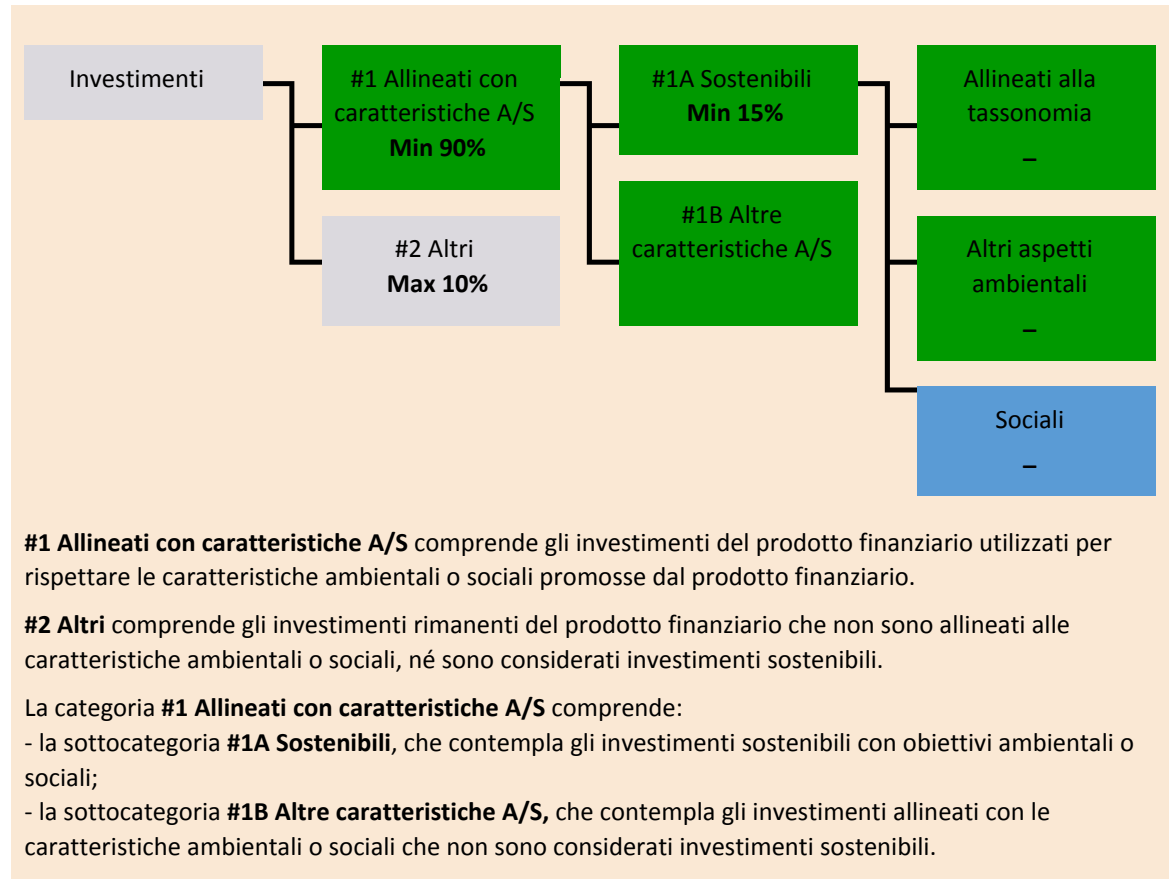 Investimenti
#1 Allineati con
caratteristiche A/S
Min 90%
#2 Altri
Max 10%
#1A Sostenibili
Min 15%
#1B Altre
caratteristiche A/S
Allineati alla
tassonomia
–
Altri aspetti
ambientali
–
Sociali
–
#1 Allineati con caratteristiche A/S comprende gli investimenti del prodotto finanziario utilizzati per
rispettare le caratteristiche ambientali o sociali promosse dal prodotto finanziario.
#2 Altri comprende gli investimenti rimanenti del prodotto finanziario che non sono allineati alle
caratteristiche ambientali o sociali, né sono considerati investimenti sostenibili.
La categoria #1 Allineati con caratteristiche A/S comprende:
- la sottocategoria #1A Sostenibili, che contempla gli investimenti sostenibili con obiettivi ambientali o
sociali;
- la sottocategoria #1B Altre caratteristiche A/S, che contempla gli investimenti allineati con le
caratteristiche ambientali o sociali che non sono considerati investimenti sostenibili.